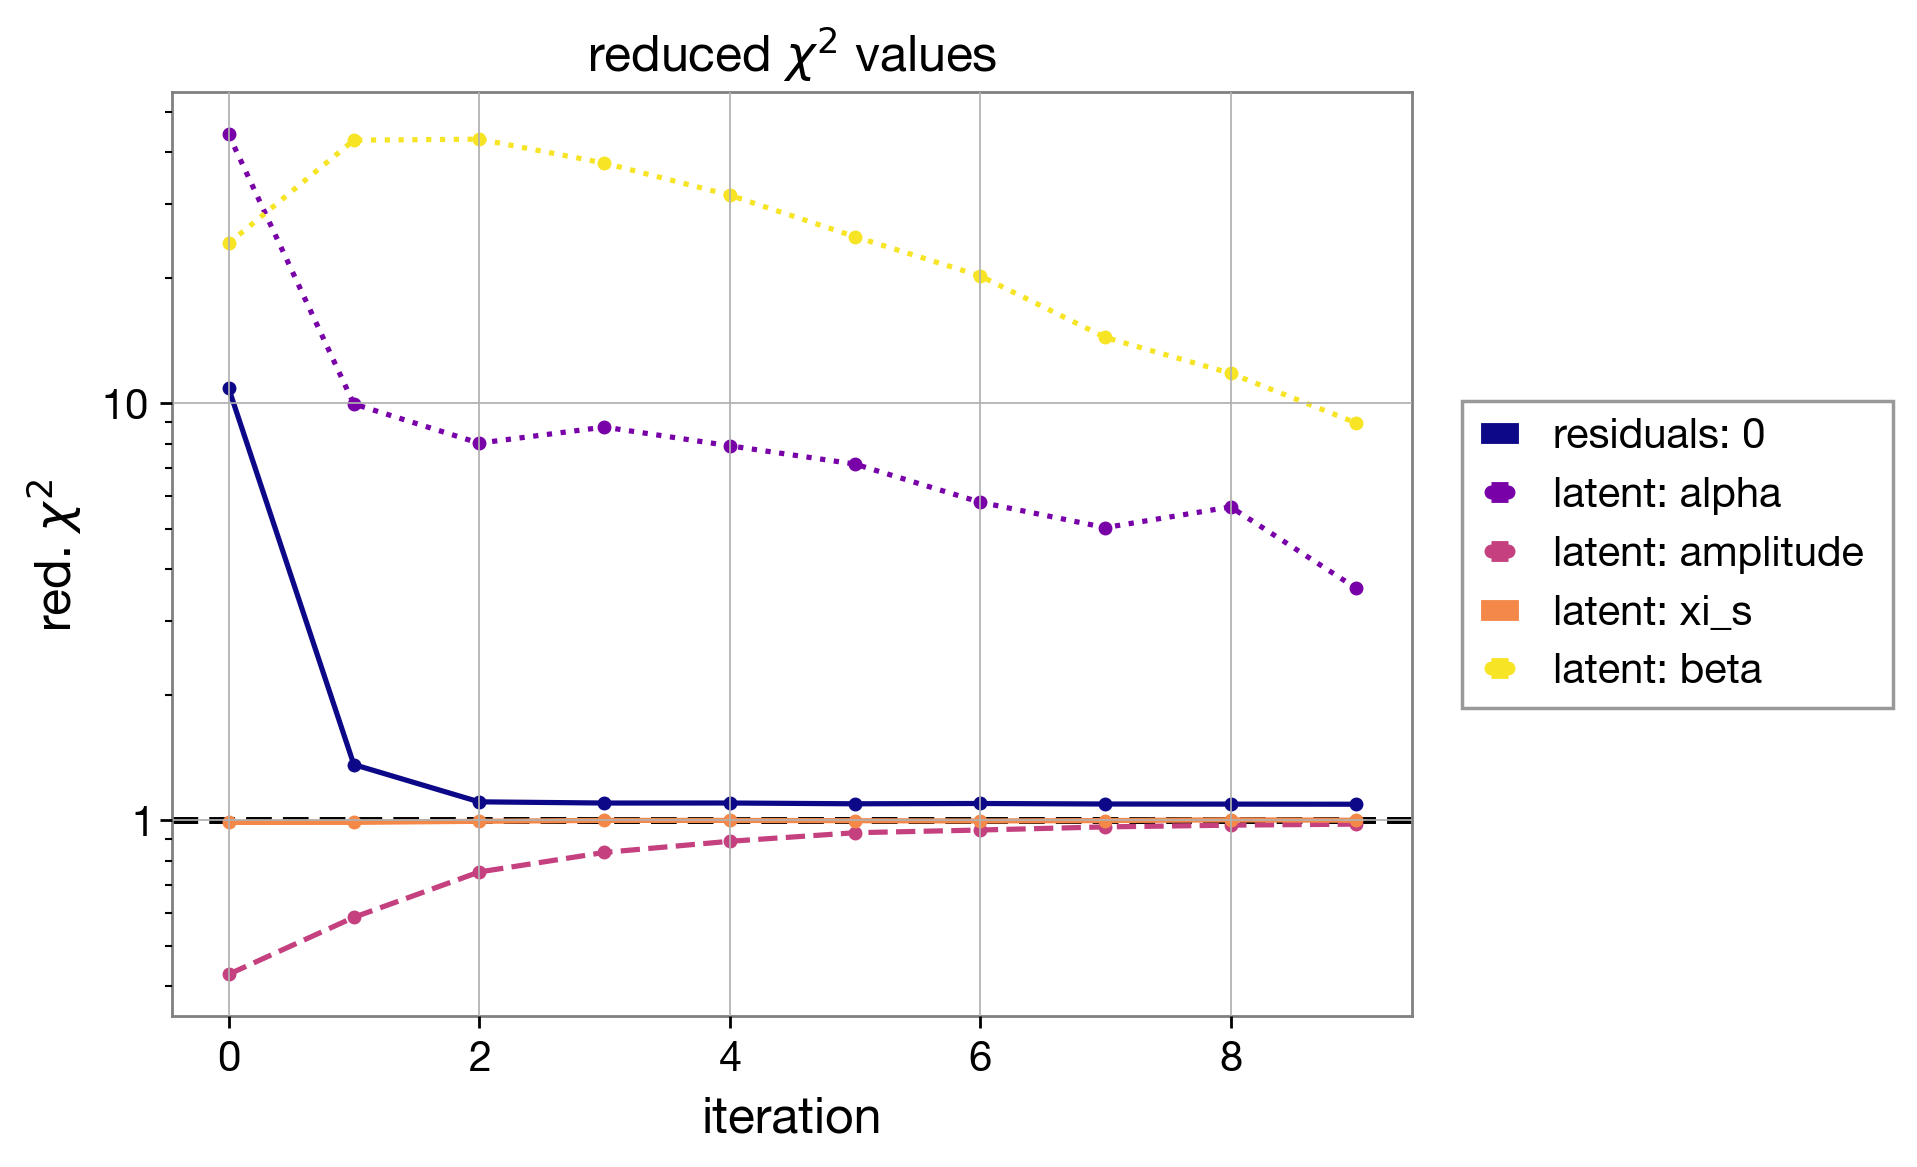 reduced χ² values
red. χ²
10
1
0 2 4 6 8
iteration
residuals: 0
latent: alpha
latent: amplitude
latent: xi_s
latent: beta